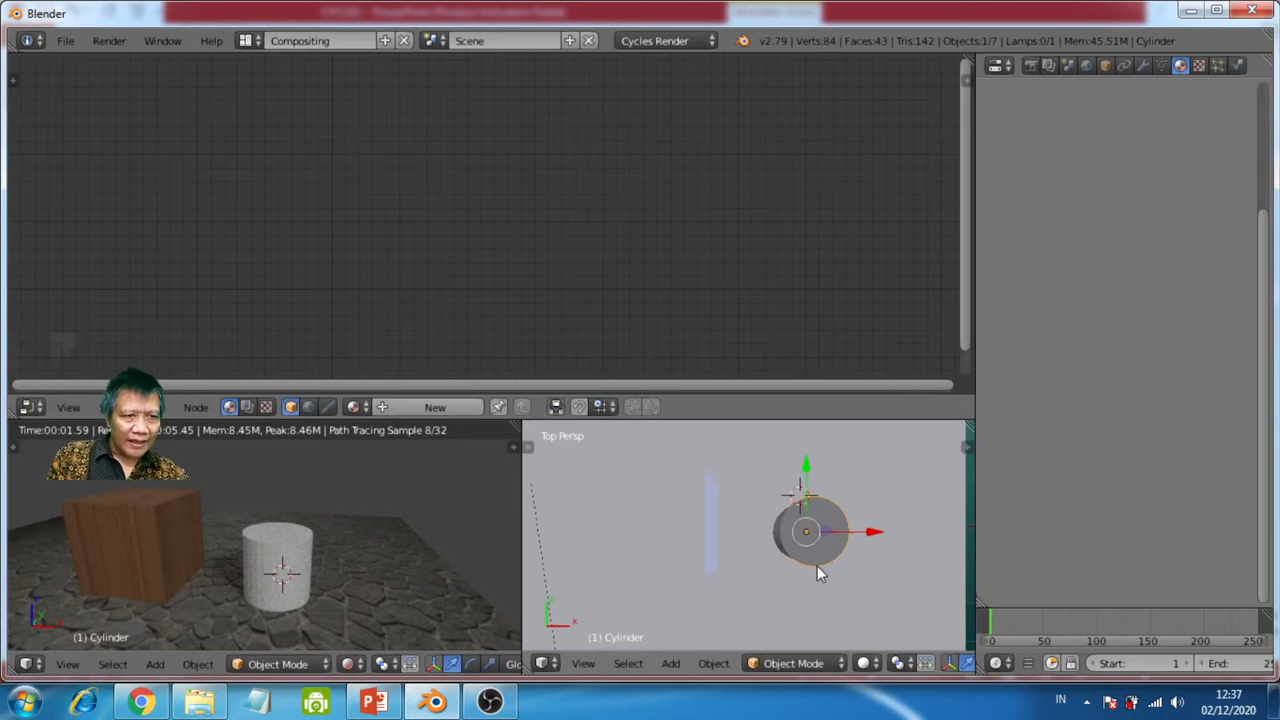 Blender
File Render Window Help Compositing Scene Cycles Render v2.79 | Verts:84 | Faces:43 | Tris:142 | Objects:1/7 | Lamps:0/1 | Mem:45.51M | Cylinder
View Node New
Time:00:01.59 | Re 05.45 | Mem:8.45M, Peak:8.46M | Path Tracing Sample 8/32
Top Persp
(1) Cylinder
(1) Cylinder
0 50 100 150 200 250
View Select Add Object Object Mode Glo
View Select Add Object Object Mode
Start: 1 End: 25
IN
12:37
02/12/2020